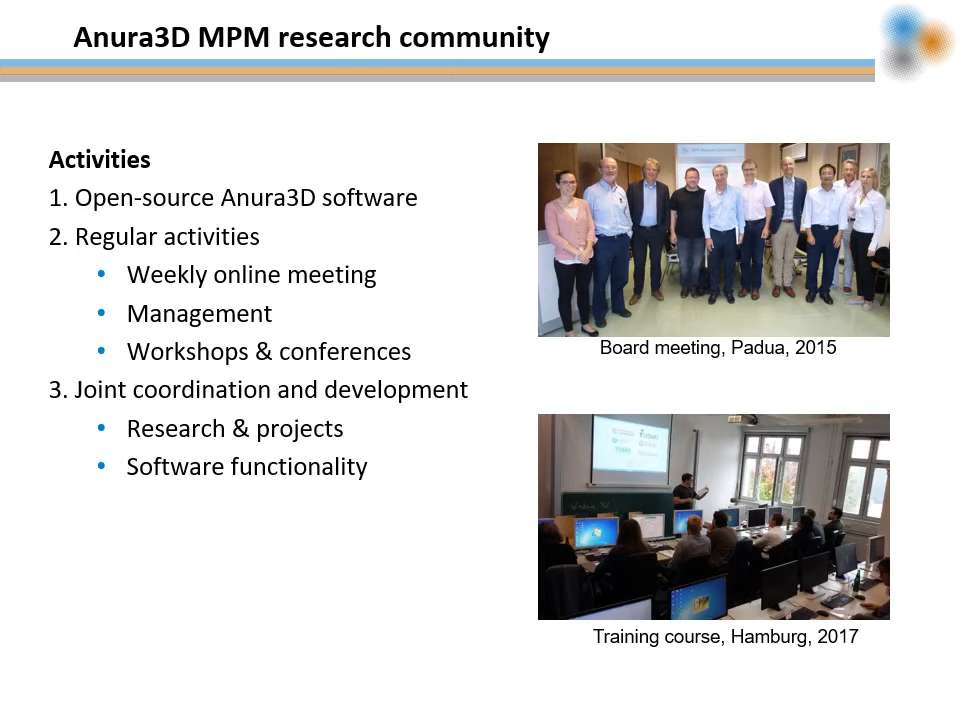 Anura3D MPM research community
Activities
1. Open-source Anura3D software
2. Regular activities
• Weekly online meeting
• Management
• Workshops & conferences
3. Joint coordination and development
• Research & projects
• Software functionality
Board meeting, Padua, 2015
Training course, Hamburg, 2017